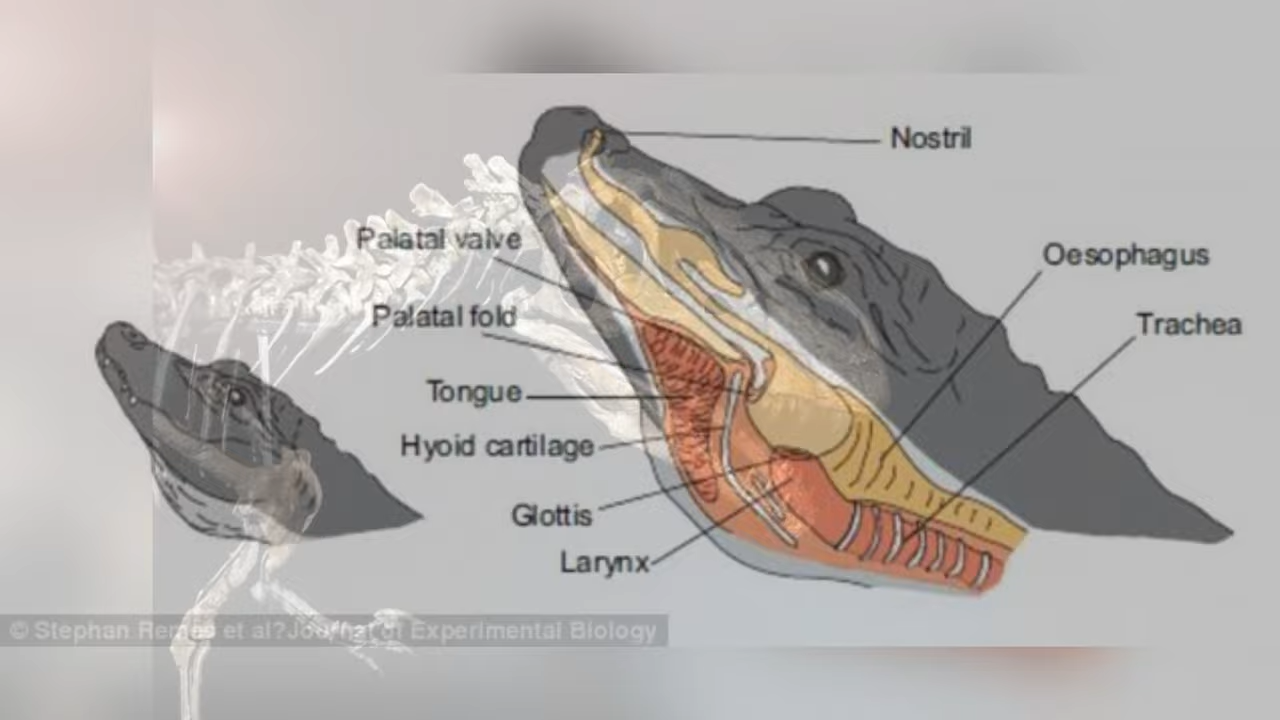 Nostril
Palatal valve
Oesophagus
Palatal fold
Trachea
Tongue
Hyoid cartilage
Glottis
Larynx
© Stephan Remes et al?Journal of Experimental Biology